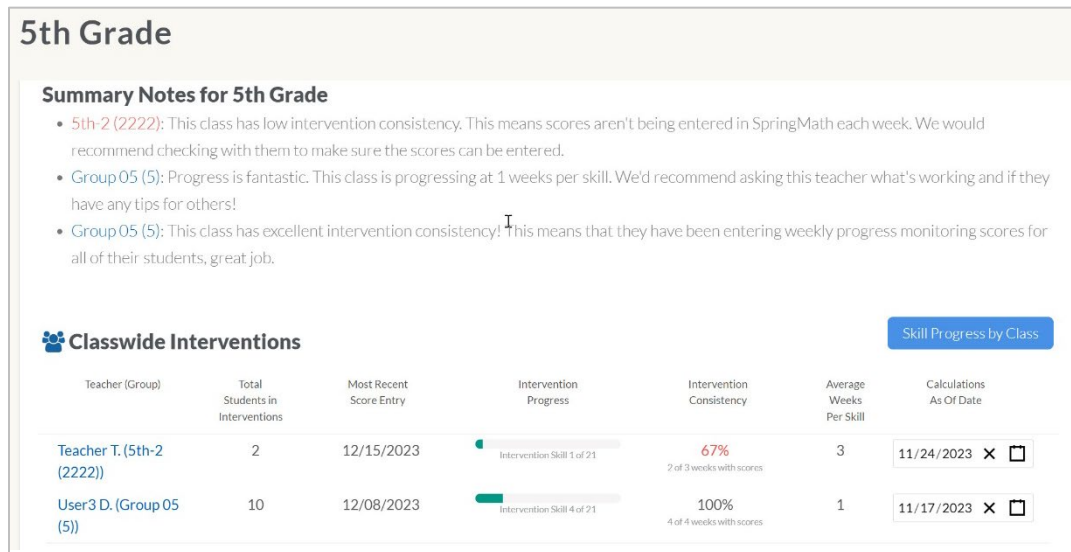 5th Grade
Summary Notes for 5th Grade
• 5th-2 (2222): This class has low intervention consistency. This means scores aren't being entered in SpringMath each week. We would
recommend checking with them to make sure the scores can be entered.
• Group 05 (5): Progress is fantastic. This class is progressing at 1 weeks per skill. We'd recommend asking this teacher what's working and if they
have any tips for others!
• Group 05 (5): This class has excellent intervention consistency! This means that they have been entering weekly progress monitoring scores for
all of their students, great job.
Classwide Interventions
Skill Progress by Class
Teacher (Group)
Total
Students in
Interventions
Most Recent
Score Entry
Intervention
Progress
Intervention
Consistency
Average
Weeks
Per Skill
Calculations
As Of Date
Teacher T. (5th-2
(2222))
2
12/15/2023
Intervention Skill 1 of 21
67%
2 of 3 weeks with scores
3
11/24/2023
User3 D. (Group 05
(5))
10
12/08/2023
Intervention Skill 4 of 21
100%
4 of 4 weeks with scores
1
11/17/2023